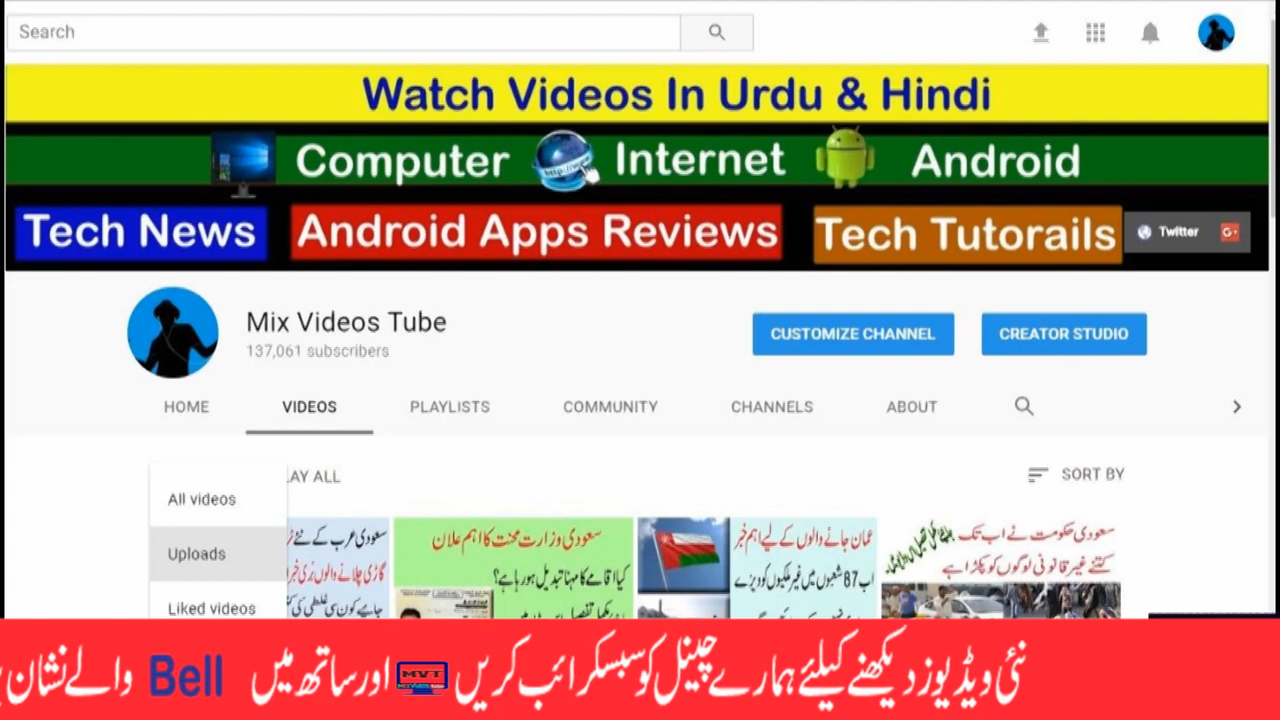 Search
Watch Videos In Urdu & Hindi
Computer Internet Android
Tech News Android Apps Reviews Tech Tutorails Twitter G+
Mix Videos Tube
137,061 subscribers
CUSTOMIZE CHANNEL CREATOR STUDIO
HOME VIDEOS PLAYLISTS COMMUNITY CHANNELS ABOUT
LAY ALL SORT BY
All videos
Uploads
Liked videos
سعودی عرب کے نئے
گاڑی چلانے والوں
سعودی وزارت محنت کا اہم اعلان
کیا اقامے کا مہنا تبدیل ہورہا ہے؟
عمان جانے والوں کے لیے اہم خبر
اب 87 شعبوں میں غیر ملکیوں کو ویزے
سعودی حکومت نے اب تک
کتنے غیر قانونی لوگوں کو پکڑا ہے
نئی ویڈیوز دیکھنے کیلئے ہمارے چینل کو سبسکرائب کریں MVT اور ساتھ میں Bell والے نشان